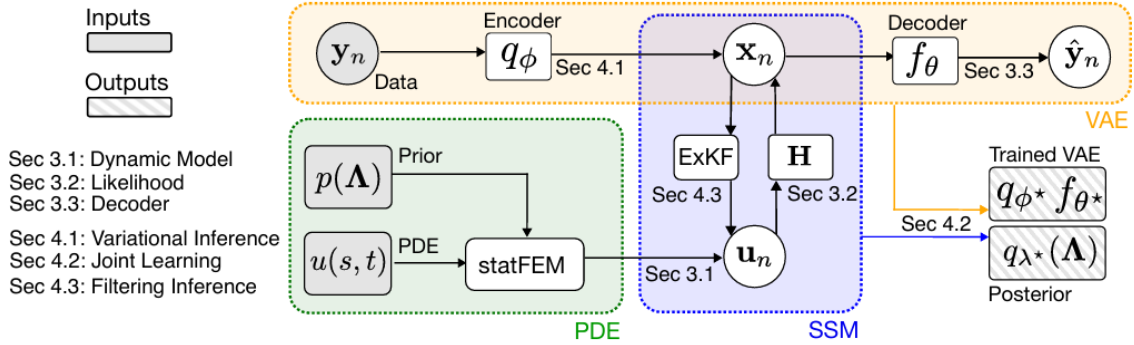 Inputs
Outputs
Sec 3.1: Dynamic Model
Sec 3.2: Likelihood
Sec 3.3: Decoder
Sec 4.1: Variational Inference
Sec 4.2: Joint Learning
Sec 4.3: Filtering Inference
y_n
Data
Encoder
q_ϕ
Sec 4.1
x_n
Decoder
f_θ
Sec 3.3
ŷ_n
VAE
p(Λ)
Prior
u(s, t)
PDE
statFEM
Sec 3.1
PDE
ExKF
Sec 4.3
H
Sec 3.2
u_n
SSM
Sec 4.2
Trained VAE
q_ϕ⋆ f_θ⋆
q_λ⋆(Λ)
Posterior